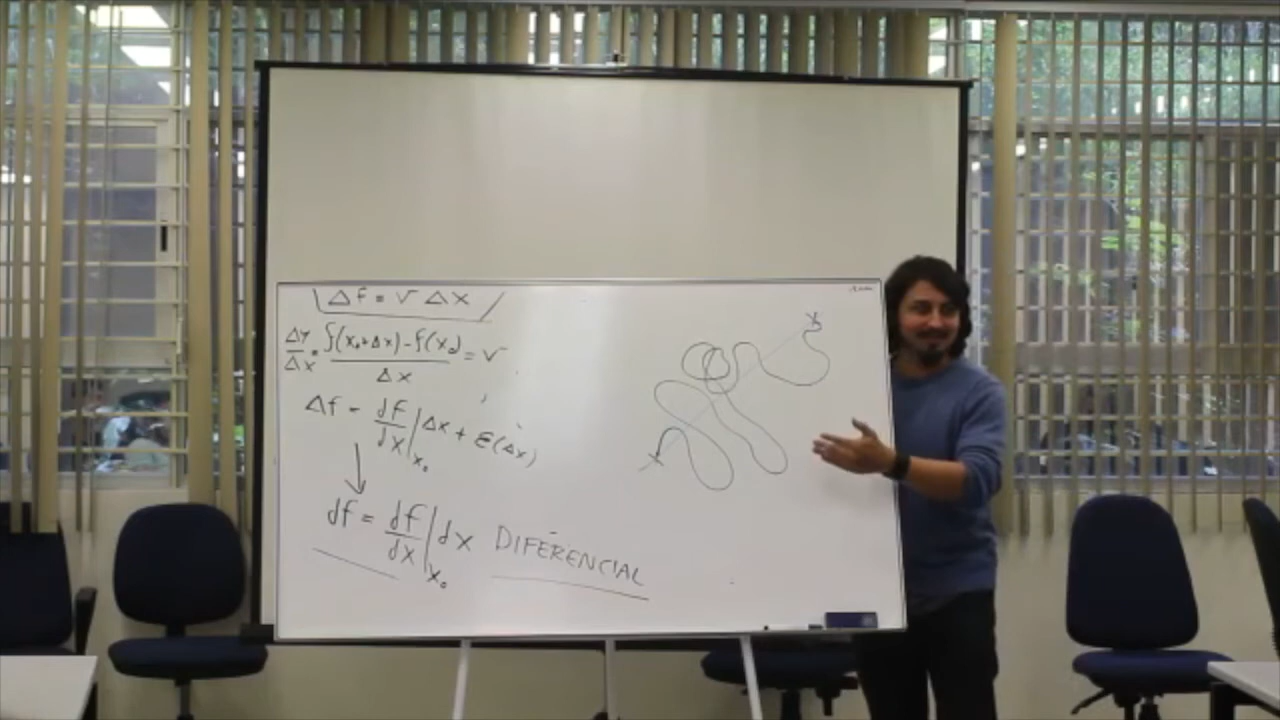 Δf = v Δx
Δy/Δx = f(x₀+Δx)-f(x₀)/Δx = v
Δf = df/dx|x₀ Δx + ε(Δx)
df = df/dx|x₀ dx DIFERENCIAL